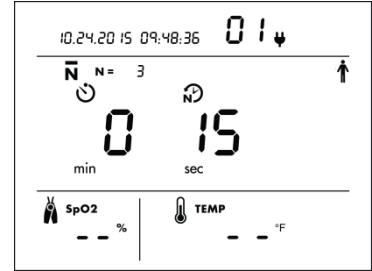 10.24.2015 09:48:36 01
N N = 3
N
0 15
min sec
SpO2 TEMP
-- % -- °F